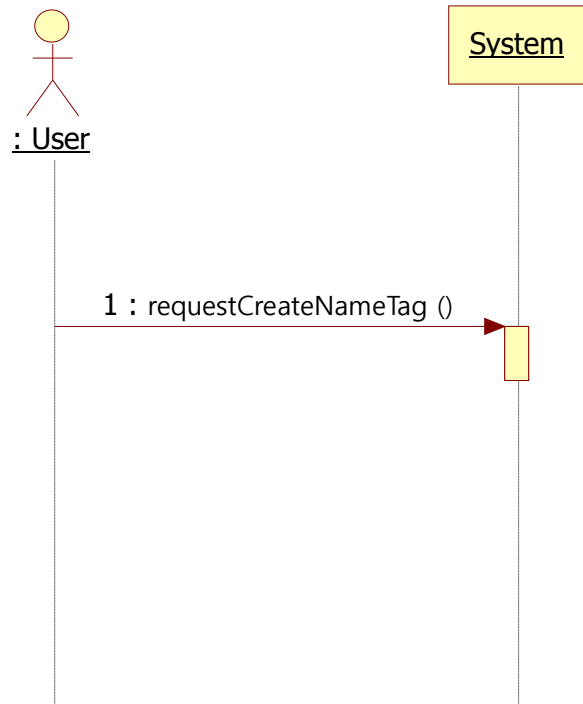 System
: User
1 : requestCreateNameTag ()